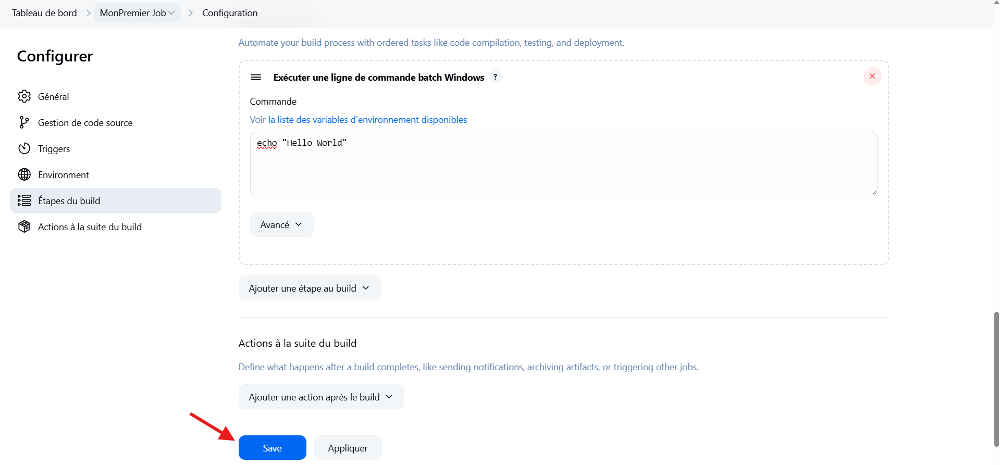 Tableau de bord > MonPremier Job > Configuration
Configurer
Général
Gestion de code source
Triggers
Environment
Étapes du build
Actions à la suite du build
Automate your build process with ordered tasks like code compilation, testing, and deployment.
Exécuter une ligne de commande batch Windows ?
Commande
Voir la liste des variables d'environnement disponibles
echo "Hello World"
Avancé
Ajouter une étape au build
Actions à la suite du build
Define what happens after a build completes, like sending notifications, archiving artifacts, or triggering other jobs.
Ajouter une action après le build
Save Appliquer